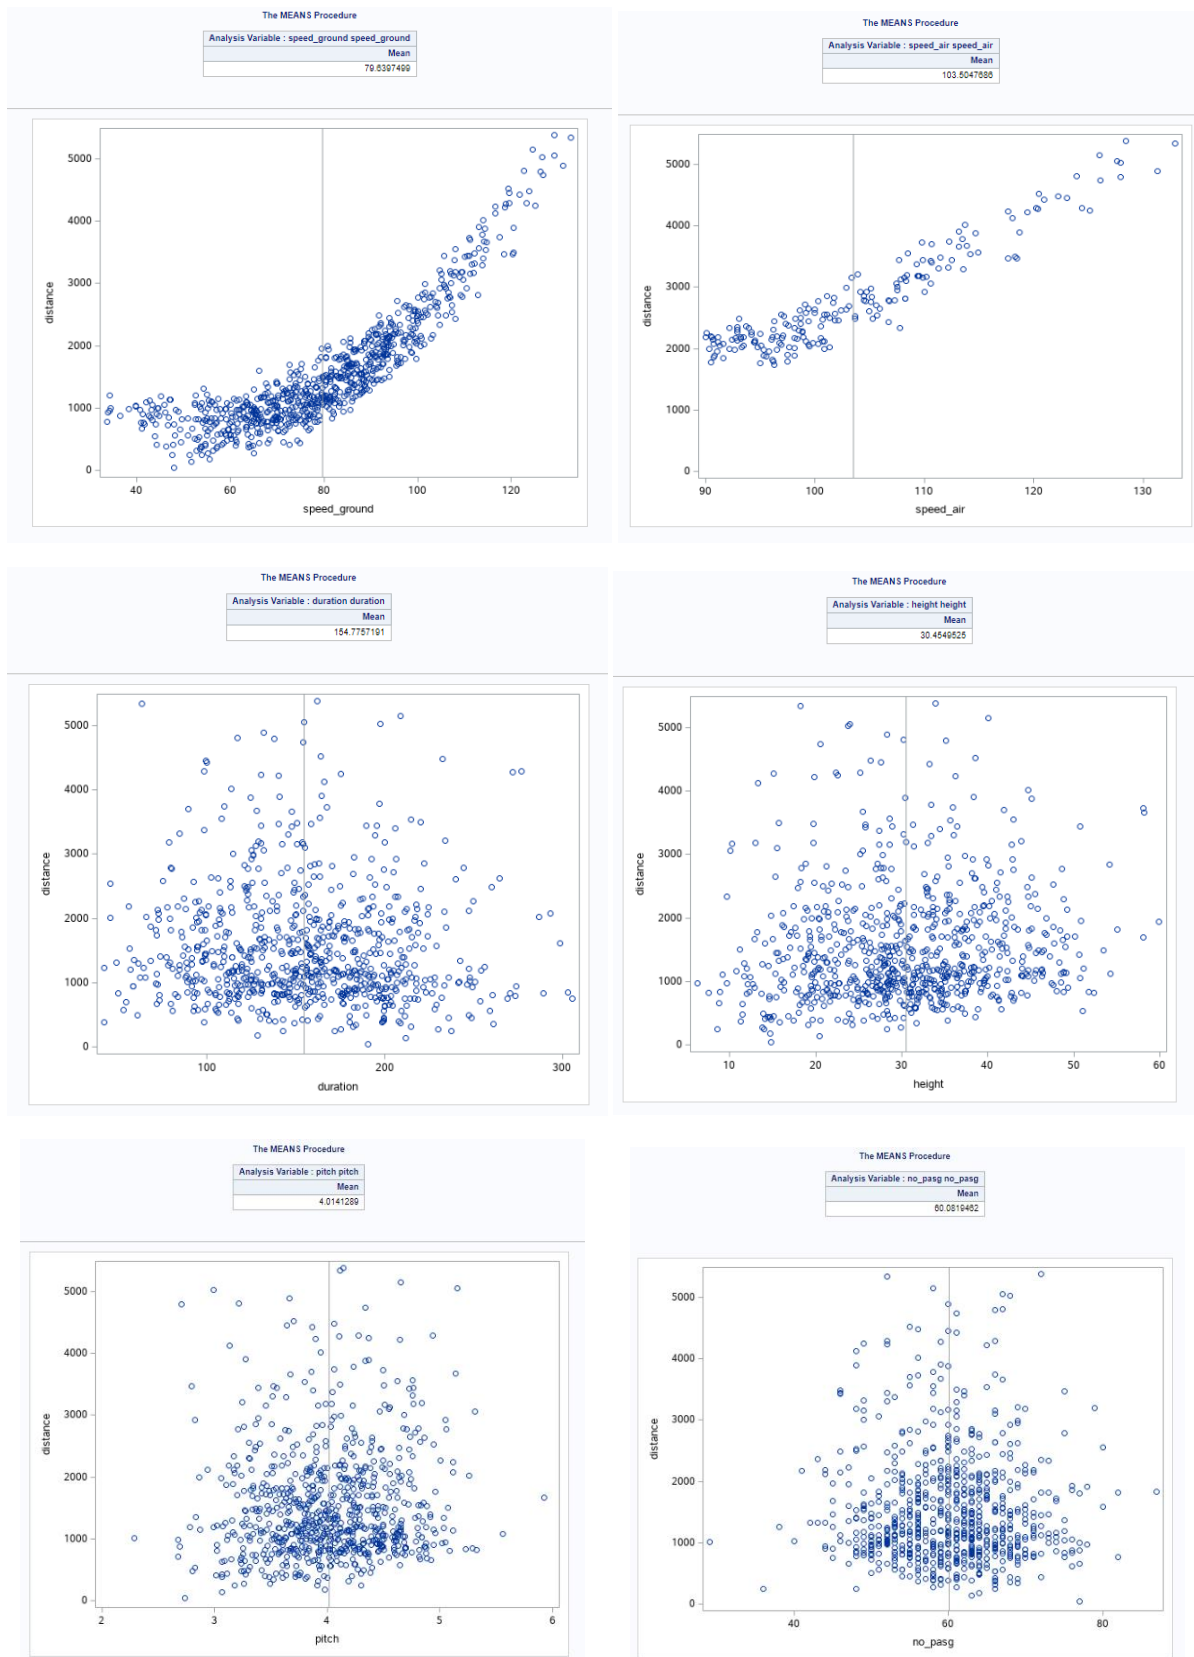 The MEANS Procedure
Analysis Variable : speed_ground speed_ground
Mean
79.6397499
distance
5000
4000
3000
2000
1000
0
40 60 80 100 120
speed_ground
The MEANS Procedure
Analysis Variable : speed_air speed_air
Mean
103.5047686
distance
5000
4000
3000
2000
1000
0
90 100 110 120 130
speed_air
The MEANS Procedure
Analysis Variable : duration duration
Mean
154.7757191
distance
5000
4000
3000
2000
1000
0
100 200 300
duration
The MEANS Procedure
Analysis Variable : height height
Mean
30.4549525
distance
5000
4000
3000
2000
1000
0
10 20 30 40 50 60
height
The MEANS Procedure
Analysis Variable : pitch pitch
Mean
4.0141289
distance
5000
4000
3000
2000
1000
0
2 3 4 5 6
pitch
The MEANS Procedure
Analysis Variable : no_pasg no_pasg
Mean
60.0819462
distance
5000
4000
3000
2000
1000
0
40 60 80
no_pasg